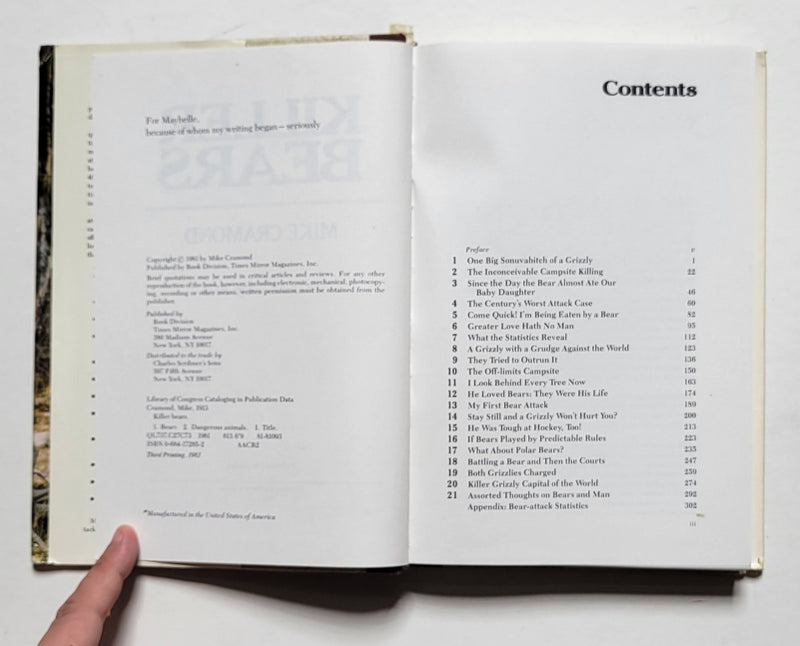 For Maybelle,
because of whom my writing began – seriously
KILLER
BEARS
MIKE CRAMOND
Copyright © 1981 by Mike Cramond
Published by Book Division, Times Mirror Magazines, Inc.
Brief quotations may be used in critical articles and reviews. For any other
reproduction of the book, however, including electronic, mechanical, photocopy-
ing, recording or other means, written permission must be obtained from the
publisher.
Published by
Book Division
Times Mirror Magazines, Inc.
380 Madison Avenue
New York, NY 10017
Distributed to the trade by
Charles Scribner's Sons
597 Fifth Avenue
New York, NY 10017
Library of Congress Cataloging in Publication Data
Cramond, Mike, 1913
Killer bears.
1. Bears 2. Dangerous animals. I. Title.
QL737.C27C73 1981
ISBN 0-684-17285-2 AACR2
Third Printing, 1982
Manufactured in the United States of America
Contents
Preface v
1 One Big Sonuvabitch of a Grizzly 1
2 The Inconceivable Campsite Killing 22
3 Since the Day the Bear Almost Ate Our
Baby Daughter 46
4 The Century's Worst Attack Case 60
5 Come Quick! I'm Being Eaten by a Bear 82
6 Greater Love Hath No Man 95
7 What the Statistics Reveal 112
8 A Grizzly with a Grudge Against the World 123
9 They Tried to Outrun It 136
10 The Off-limits Campsite 150
11 I Look Behind Every Tree Now 163
12 He Loved Bears: They Were His Life 174
13 My First Bear Attack 189
14 Stay Still and a Grizzly Won't Hurt You? 200
15 He Was Tough at Hockey, Too! 213
16 If Bears Played by Predictable Rules 223
17 What About Polar Bears? 235
18 Battling a Bear and Then the Courts 247
19 Both Grizzlies Charged 259
20 Killer Grizzly Capital of the World 274
21 Assorted Thoughts on Bears and Man 292
Appendix: Bear-attack Statistics 302
iii